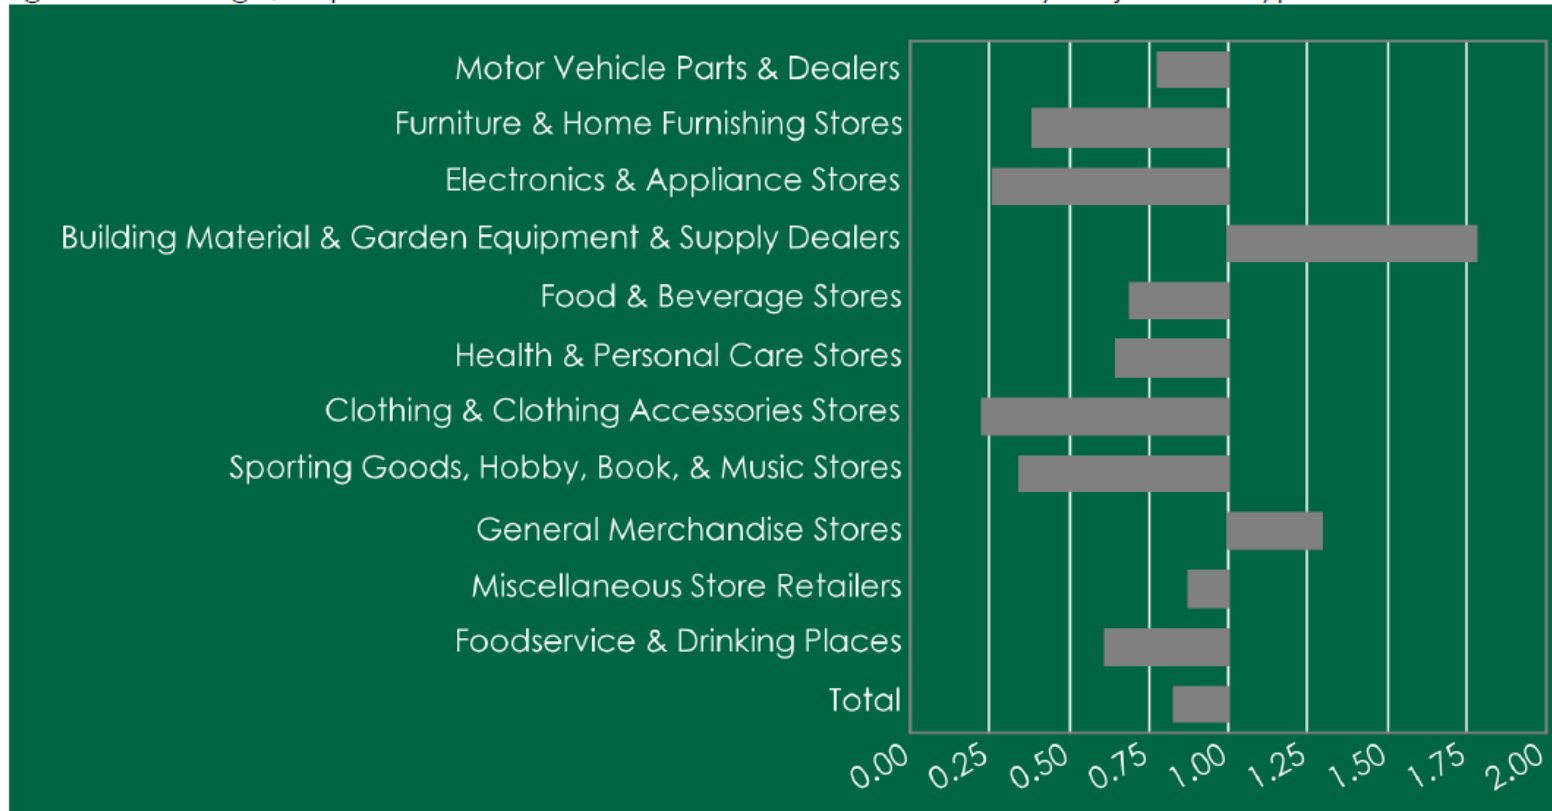 Motor Vehicle Parts & Dealers
Furniture & Home Furnishing Stores
Electronics & Appliance Stores
Building Material & Garden Equipment & Supply Dealers
Food & Beverage Stores
Health & Personal Care Stores
Clothing & Clothing Accessories Stores
Sporting Goods, Hobby, Book, & Music Stores
General Merchandise Stores
Miscellaneous Store Retailers
Foodservice & Drinking Places
Total
0.00 0.25 0.50 0.75 1.00 1.25 1.50 1.75 2.00